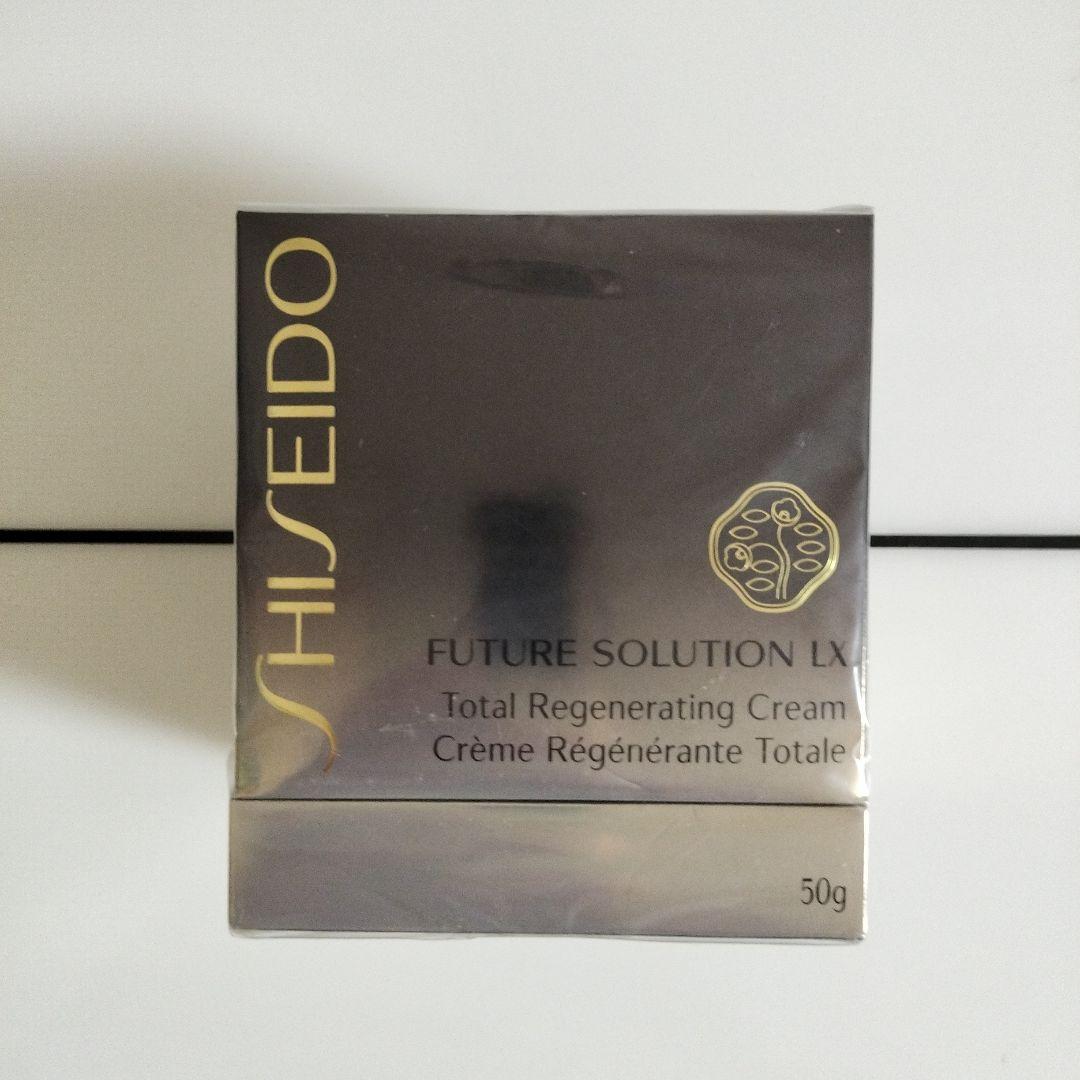 SHISEIDO
FUTURE SOLUTION LX
Total Regenerating Cream
Crème Régénérante Totale
50g